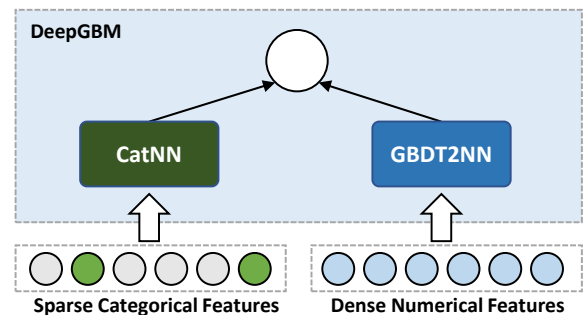 DeepGBM
CatNN
GBDT2NN
Sparse Categorical Features
Dense Numerical Features